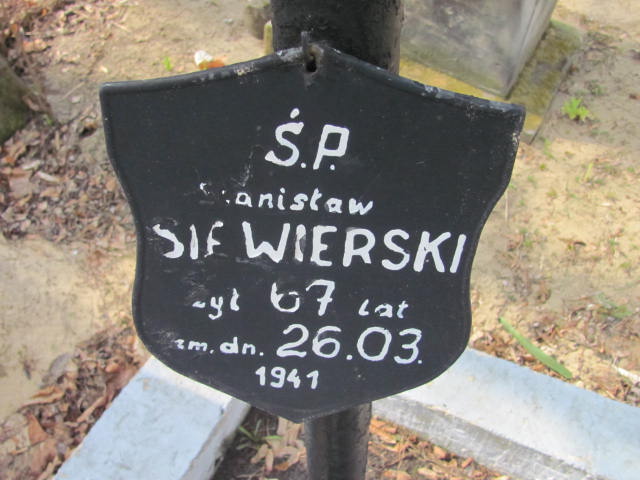 Ś.P.
Stanisław
SIEWIERSKI
żył 67 lat
zm. dn. 26.03.
1941